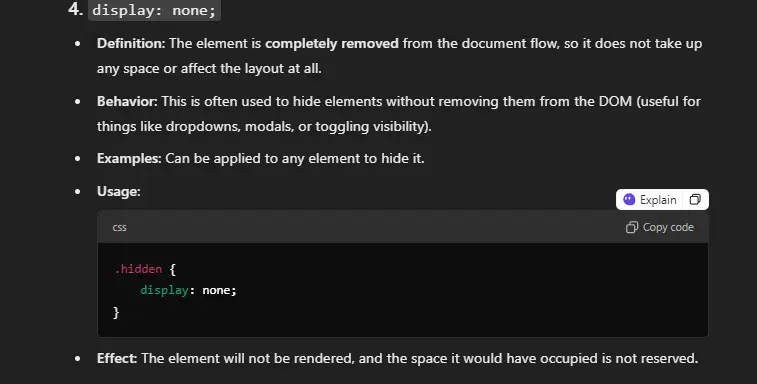 4. display: none;
• Definition: The element is completely removed from the document flow, so it does not take up
any space or affect the layout at all.
• Behavior: This is often used to hide elements without removing them from the DOM (useful for
things like dropdowns, modals, or toggling visibility).
• Examples: Can be applied to any element to hide it.
• Usage:
Explain
css Copy code
.hidden {
    display: none;
}
• Effect: The element will not be rendered, and the space it would have occupied is not reserved.